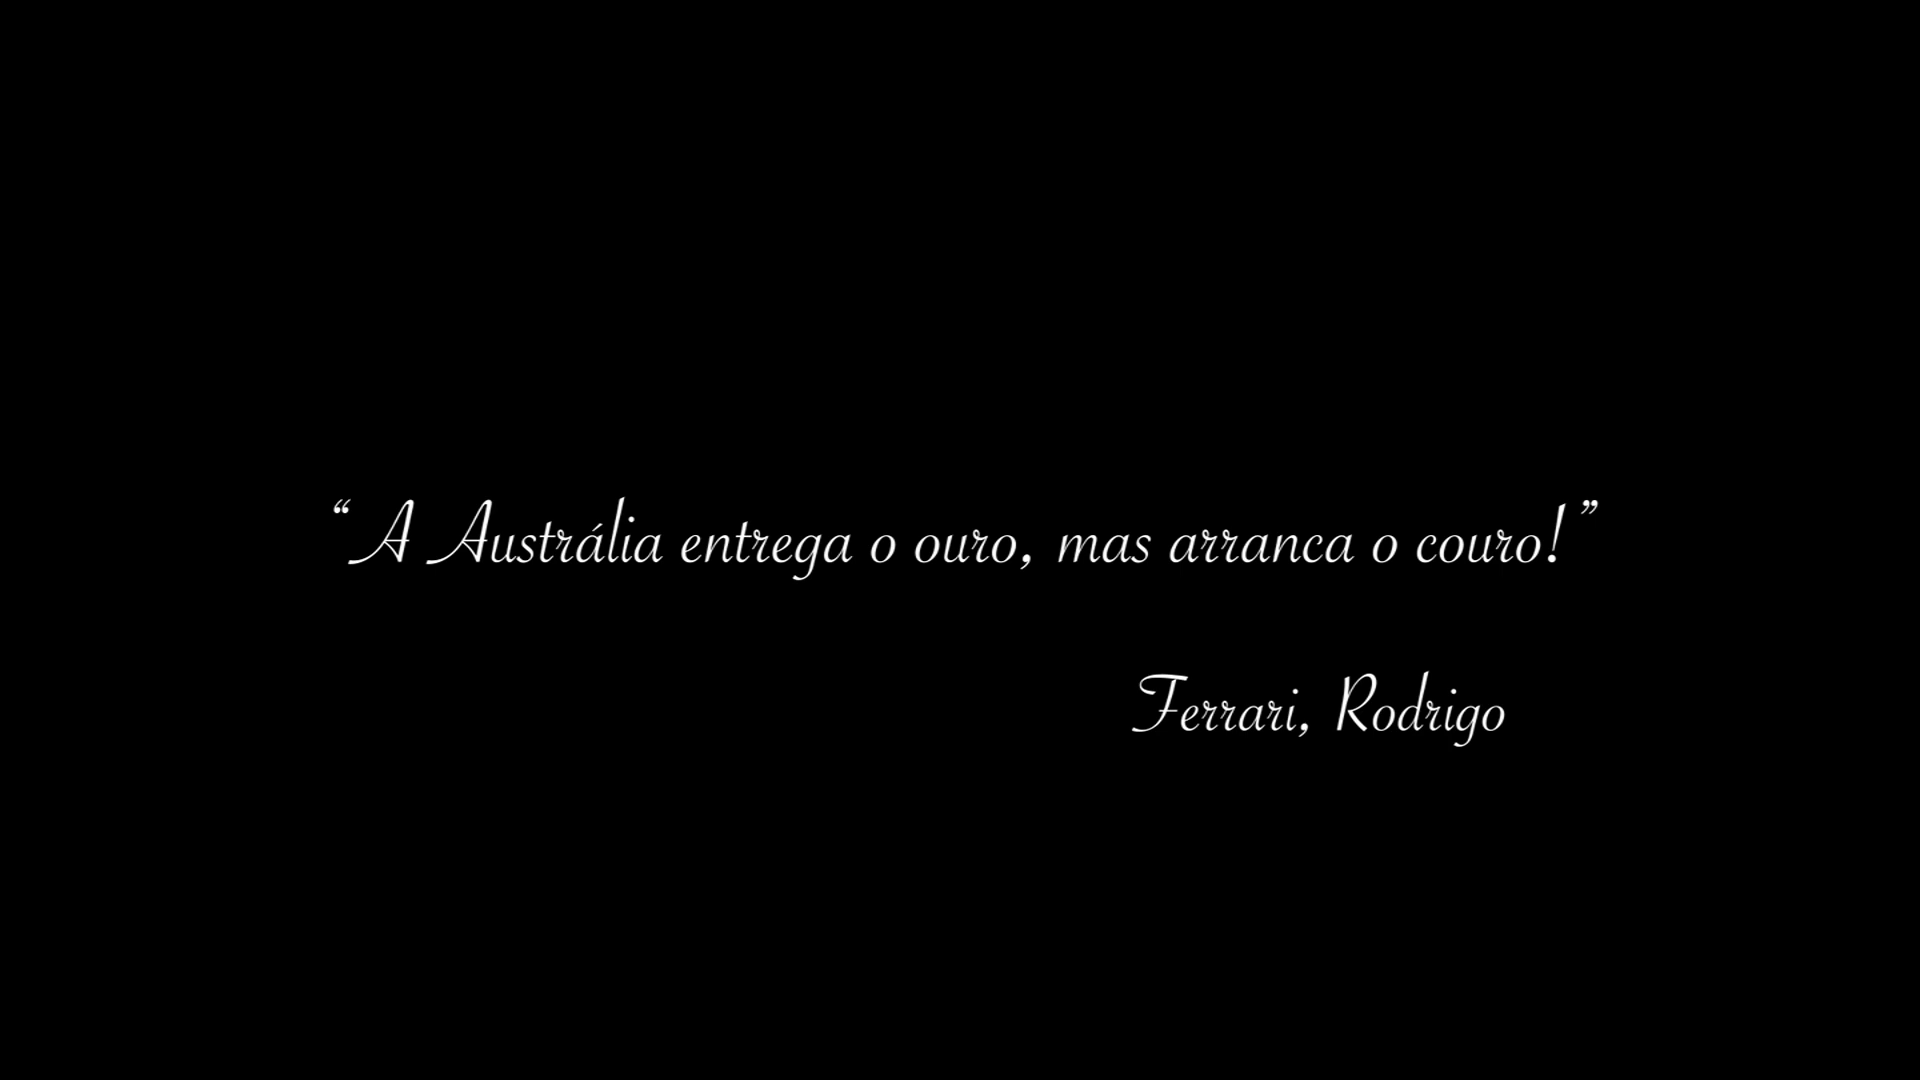 “A Austrália entrega o ouro, mas arranca o couro!”
Ferrari, Rodrigo